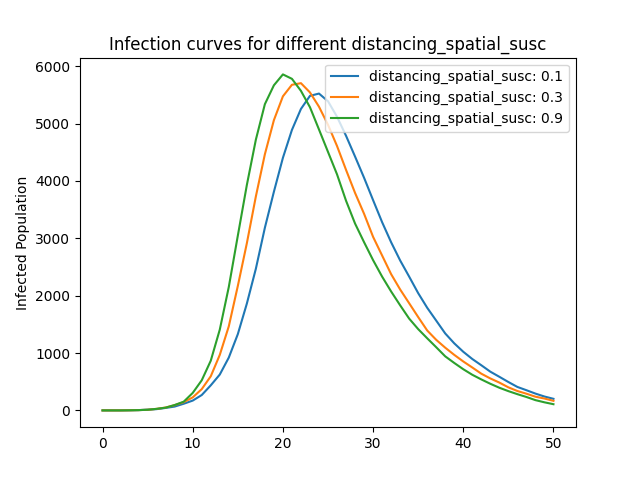 Infection curves for different distancing_spatial_susc
distancing_spatial_susc: 0.1
distancing_spatial_susc: 0.3
distancing_spatial_susc: 0.9
Infected Population
6000
5000
4000
3000
2000
1000
0
0 10 20 30 40 50